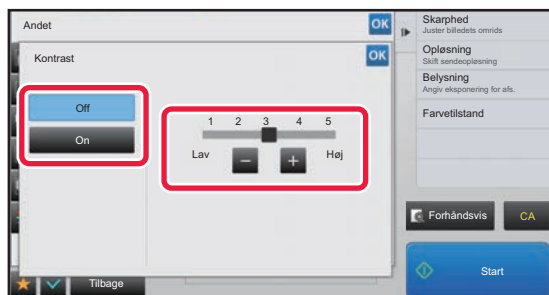 Andet
OK
Kontrast
OK
Off
On
1 2 3 4 5
Lav
Høj
Tilbage
Skarphed
Juster billedets omrids
Opløsning
Skift sendeopløsning
Belysning
Angiv eksponering for afs.
Farvetilstand
Forhåndsvis
CA
Start